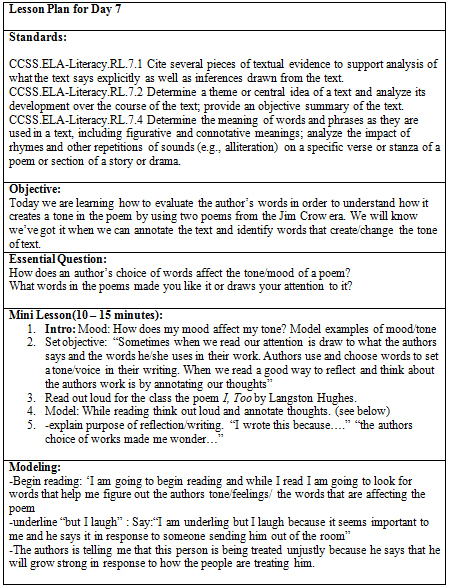 Lesson Plan for Day 7
Standards:
CCSS.ELA-Literacy.RL.7.1 Cite several pieces of textual evidence to support analysis of
what the text says explicitly as well as inferences drawn from the text.
CCSS.ELA-Literacy.RL.7.2 Determine a theme or central idea of a text and analyze its
development over the course of the text; provide an objective summary of the text.
CCSS.ELA-Literacy.RL.7.4 Determine the meaning of words and phrases as they are
used in a text, including figurative and connotative meanings; analyze the impact of
rhymes and other repetitions of sounds (e.g., alliteration) on a specific verse or stanza of a
poem or section of a story or drama.
Objective:
Today we are learning how to evaluate the author's words in order to understand how it
creates a tone in the poem by using two poems from the Jim Crow era. We will know
we've got it when we can annotate the text and identify words that create/change the tone
of text.
Essential Question:
How does an author's choice of words affect the tone/mood of a poem?
What words in the poems made you like it or draws your attention to it?
Mini Lesson(10 – 15 minutes):
1. Intro: Mood: How does my mood affect my tone? Model examples of mood/tone
2. Set objective: "Sometimes when we read our attention is draw to what the authors
says and the words he/she uses in their work. Authors use and choose words to set
a tone/voice in their writing. When we read a good way to reflect and think about
the authors work is by annotating our thoughts"
3. Read out loud for the class the poem I, Too by Langston Hughes.
4. Model: While reading think out loud and annotate thoughts. (see below)
5. -explain purpose of reflection/writing. "I wrote this because…." "the authors
choice of works made me wonder…"
Modeling:
-Begin reading: 'I am going to begin reading and while I read I am going to look for
words that help me figure out the authors tone/feelings/ the words that are affecting the
poem
-underline "but I laugh" : Say:"I am underling but I laugh because it seems important to
me and he says it in response to someone sending him out of the room"
-The authors is telling me that this person is being treated unjustly because he says that he
will grow strong in response to how the people are treating him.